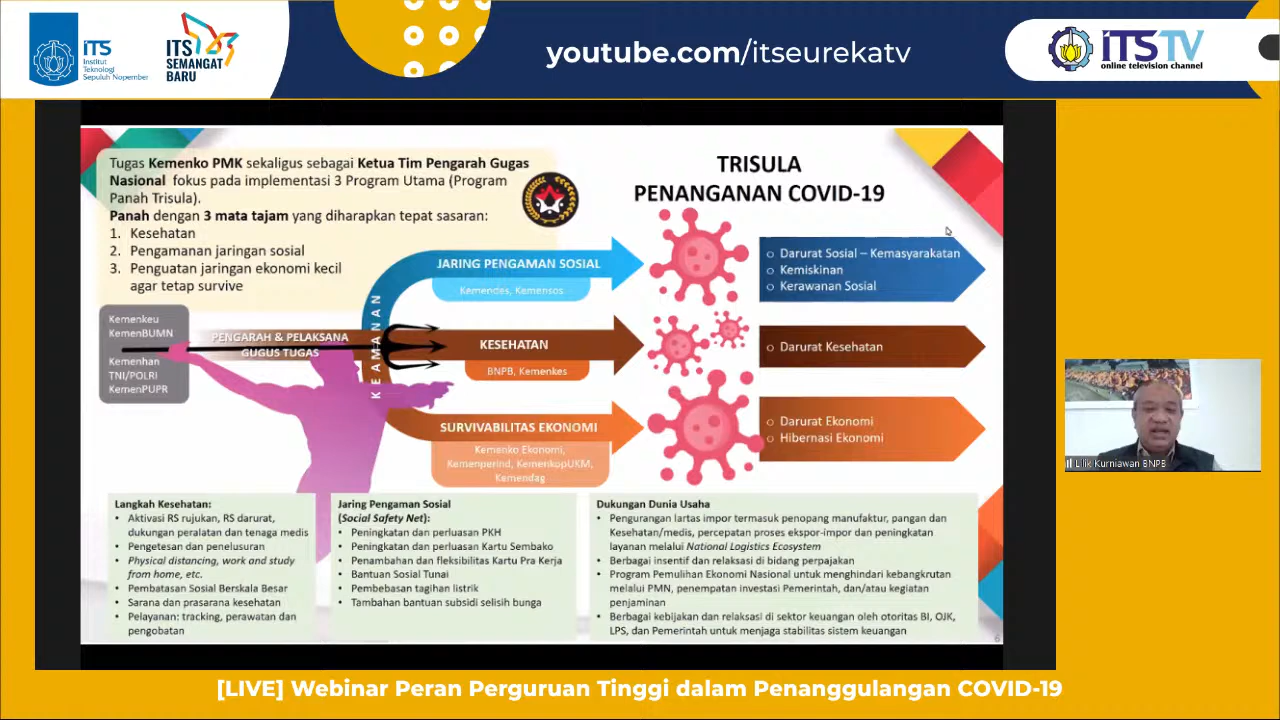 iTS
Institut
Teknologi
Sepuluh Nopember
ITS
SEMANGAT
BARU
youtube.com/itseurekatv
iTSTV
online television channel
Tugas Kemenko PMK sekaligus sebagai Ketua Tim Pengarah Gugas
Nasional fokus pada implementasi 3 Program Utama (Program
Panah Trisula).
Panah dengan 3 mata tajam yang diharapkan tepat sasaran:
1. Kesehatan
2. Pengamanan jaringan sosial
3. Penguatan jaringan ekonomi kecil
agar tetap survive
TRISULA
PENANGANAN COVID-19
Kemenkeu
KemenBUMN
Kemenhan
TNI/POLRI
KemenPUPR
PENGARAH & PELAKSANA
GUGUS TUGAS
KEAMANAN
JARING PENGAMAN SOSIAL
Kemendes, Kemensos
o Darurat Sosial – Kemasyarakatan
o Kemiskinan
o Kerawanan Sosial
KESEHATAN
BNPB, Kemenkes
o Darurat Kesehatan
SURVIVABILITAS EKONOMI
Kemenko Ekonomi,
Kemenperind, KemenkopUKM,
Kemendag
o Darurat Ekonomi
o Hibernasi Ekonomi
Lilik Kurniawan BNPB
Langkah Kesehatan:
• Aktivasi RS rujukan, RS darurat,
dukungan peralatan dan tenaga medis
• Pengetesan dan penelusuran
• Physical distancing, work and study
from home, etc.
• Pembatasan Sosial Berskala Besar
• Sarana dan prasarana kesehatan
• Pelayanan: tracking, perawatan dan
pengobatan
Jaring Pengaman Sosial
(Social Safety Net):
• Peningkatan dan perluasan PKH
• Peningkatan dan perluasan Kartu Sembako
• Penambahan dan fleksibilitas Kartu Pra Kerja
• Bantuan Sosial Tunai
• Pembebasan tagihan listrik
• Tambahan bantuan subsidi selisih bunga
Dukungan Dunia Usaha
• Pengurangan lartas impor termasuk penopang manufaktur, pangan dan
Kesehatan/medis, percepatan proses ekspor-impor dan peningkatan
layanan melalui National Logistics Ecosystem
• Berbagai insentif dan relaksasi di bidang perpajakan
• Program Pemulihan Ekonomi Nasional untuk menghindari kebangkrutan
melalui PMN, penempatan investasi Pemerintah, dan/atau kegiatan
penjaminan
• Berbagai kebijakan dan relaksasi di sektor keuangan oleh otoritas BI, OJK,
LPS, dan Pemerintah untuk menjaga stabilitas sistem keuangan
6
[LIVE] Webinar Peran Perguruan Tinggi dalam Penanggulangan COVID-19